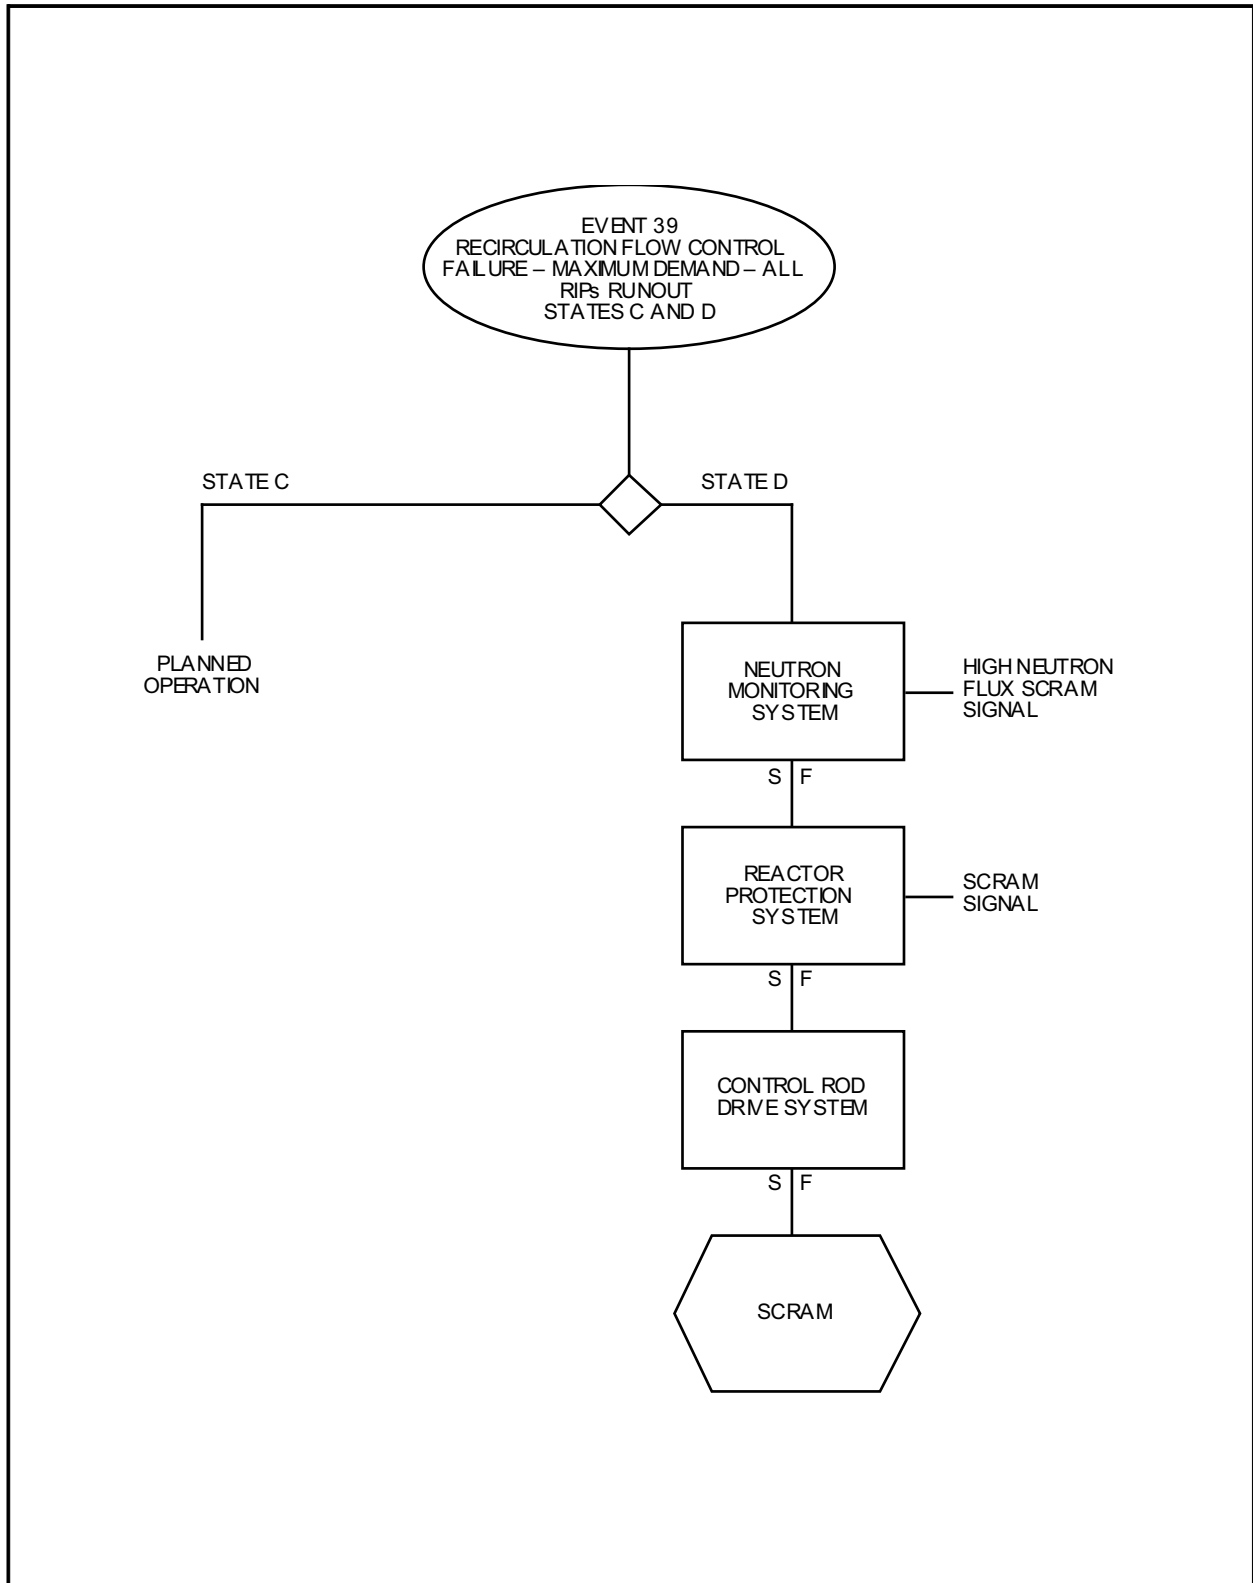 EVENT 39
RECIRCULATION FLOW CONTROL
FAILURE – MAXIMUM DEMAND – ALL
RIPs RUNOUT
STATES C AND D
STATE C
STATE D
PLANNED
OPERATION
NEUTRON
MONITORING
SYSTEM
HIGH NEUTRON
FLUX SCRAM
SIGNAL
S F
REACTOR
PROTECTION
SYSTEM
SCRAM
SIGNAL
S F
CONTROL ROD
DRIVE SYSTEM
S F
SCRAM